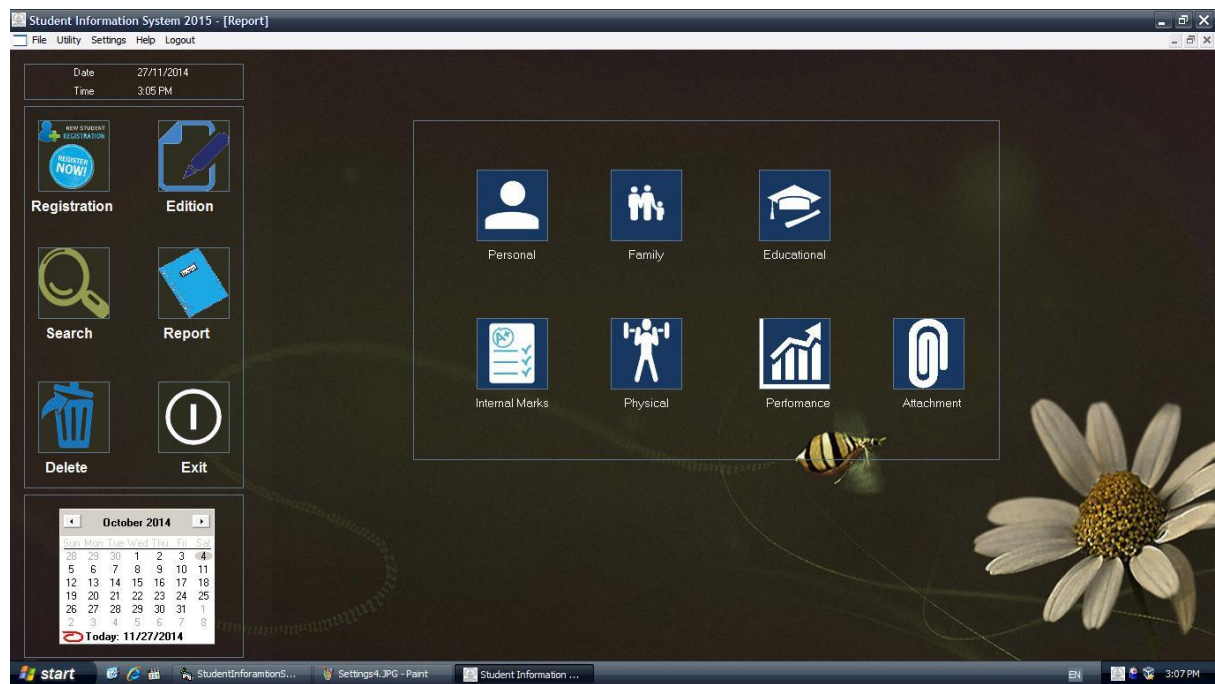 Student Information System 2015 - [Report]
File Utility Settings Help Logout
Date 27/11/2014
Time 3:05 PM
NEW STUDENT
REGISTRATION
REGISTER
NOW!
Registration
Edition
Search
Report
Delete
Exit
October 2014
Sun Mon Tue Wed Thu Fri Sat
28 29 30 1 2 3 4
5 6 7 8 9 10 11
12 13 14 15 16 17 18
19 20 21 22 23 24 25
26 27 28 29 30 31 1
2 3 4 5 6 7 8
Today: 11/27/2014
Personal
Family
Educational
A+
Internal Marks
Physical
Perfomance
Attachment
start
StudentInforamtionS...
Settings4.JPG - Paint
Student Information ...
EN
3:07 PM